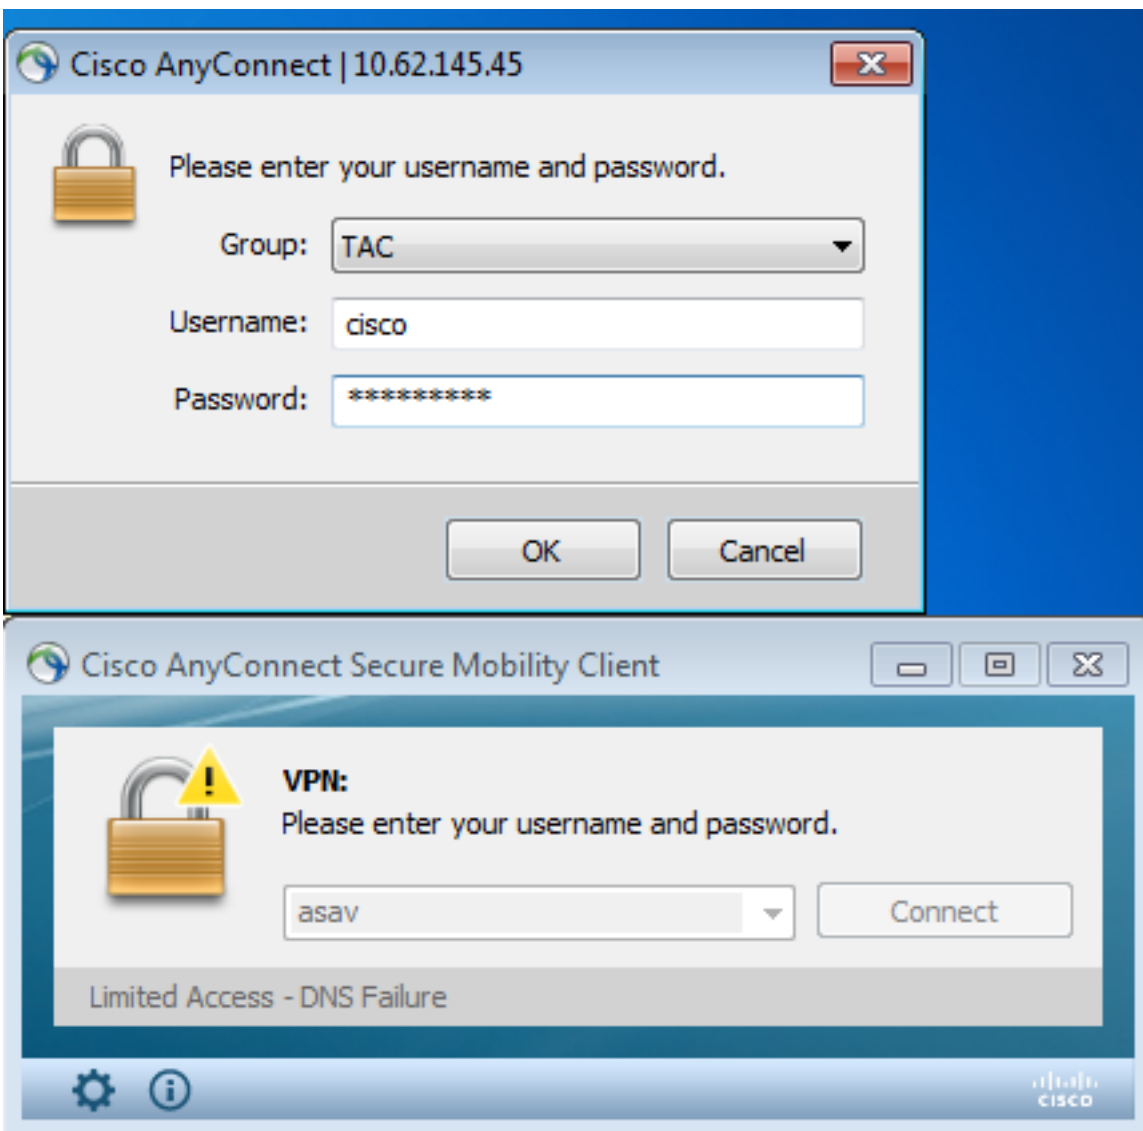 Cisco AnyConnect | 10.62.145.45
Please enter your username and password.
Group: TAC
Username: cisco
Password: *********
OK Cancel
Cisco AnyConnect Secure Mobility Client
VPN:
Please enter your username and password.
asav Connect
Limited Access - DNS Failure
CISCO